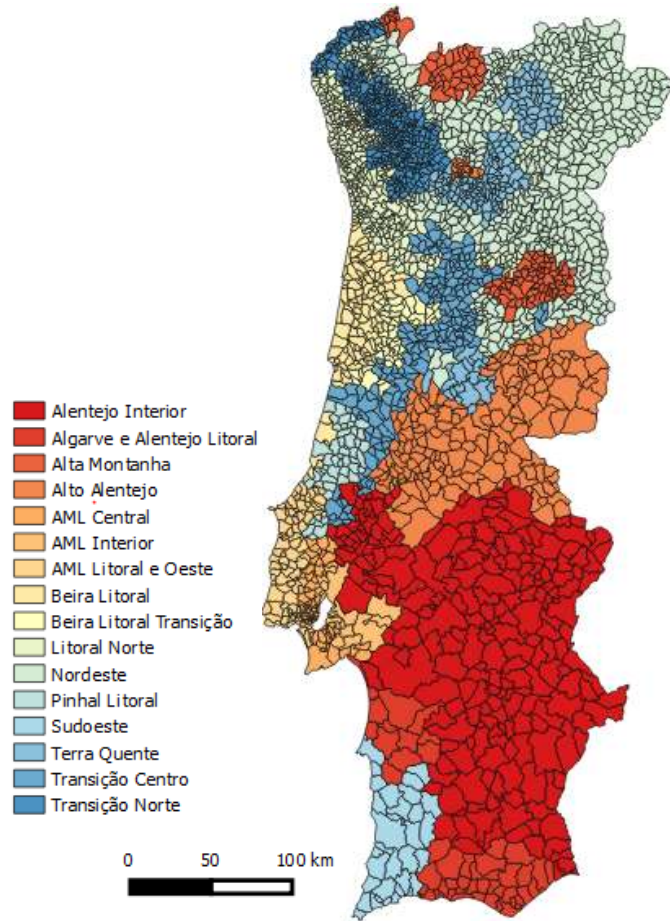 Alentejo Interior
Algarve e Alentejo Litoral
Alta Montanha
Alto Alentejo
AML Central
AML Interior
AML Litoral e Oeste
Beira Litoral
Beira Litoral Transição
Litoral Norte
Nordeste
Pinhal Litoral
Sudoeste
Terra Quente
Transição Centro
Transição Norte
0 50 100 km